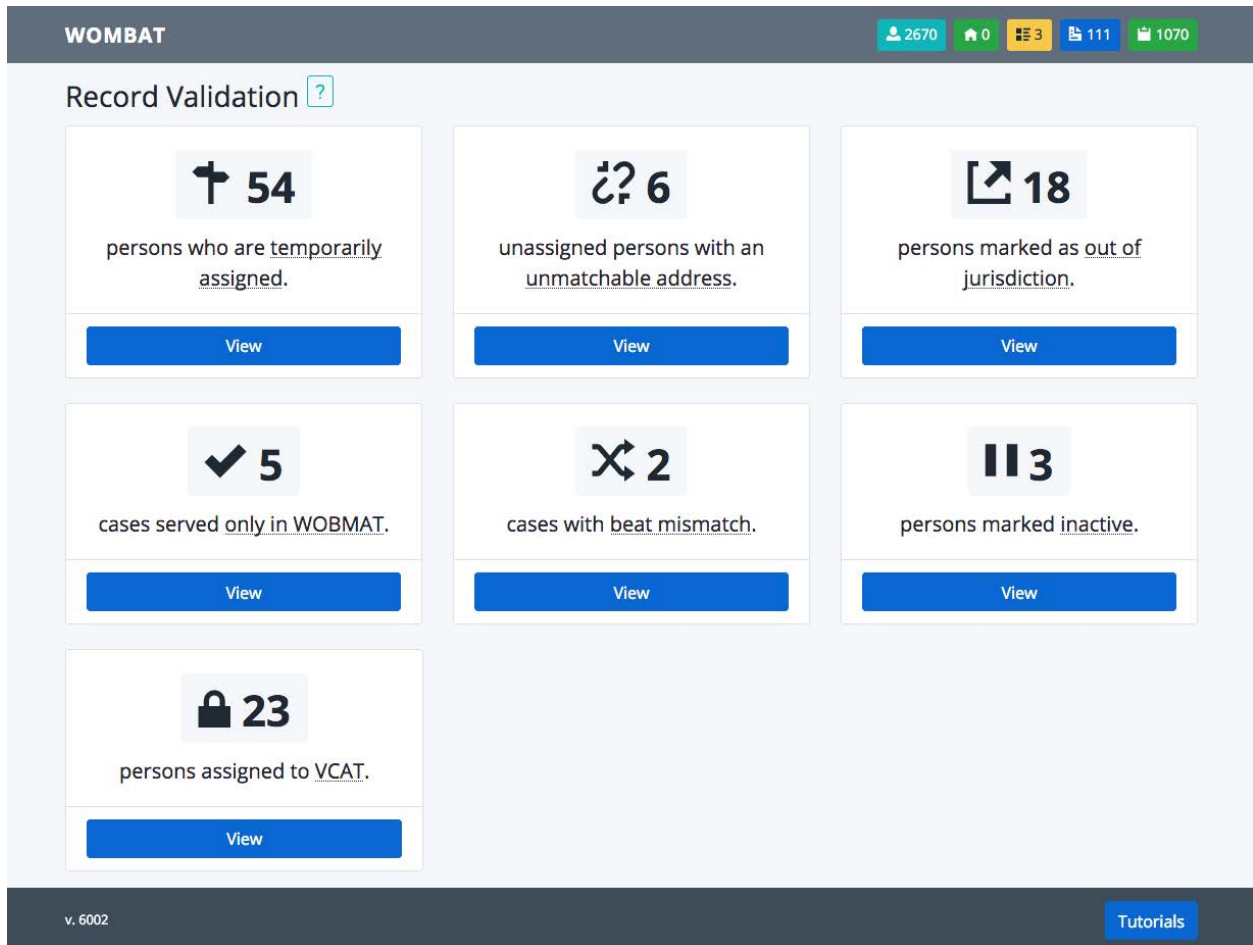 WOMBAT
2670
0
3
111
1070
Record Validation ?
54
persons who are temporarily
assigned.
View
6
unassigned persons with an
unmatchable address.
View
18
persons marked as out of
jurisdiction.
View
5
cases served only in WOBMAT.
View
2
cases with beat mismatch.
View
3
persons marked inactive.
View
23
persons assigned to VCAT.
View
v. 6002
Tutorials